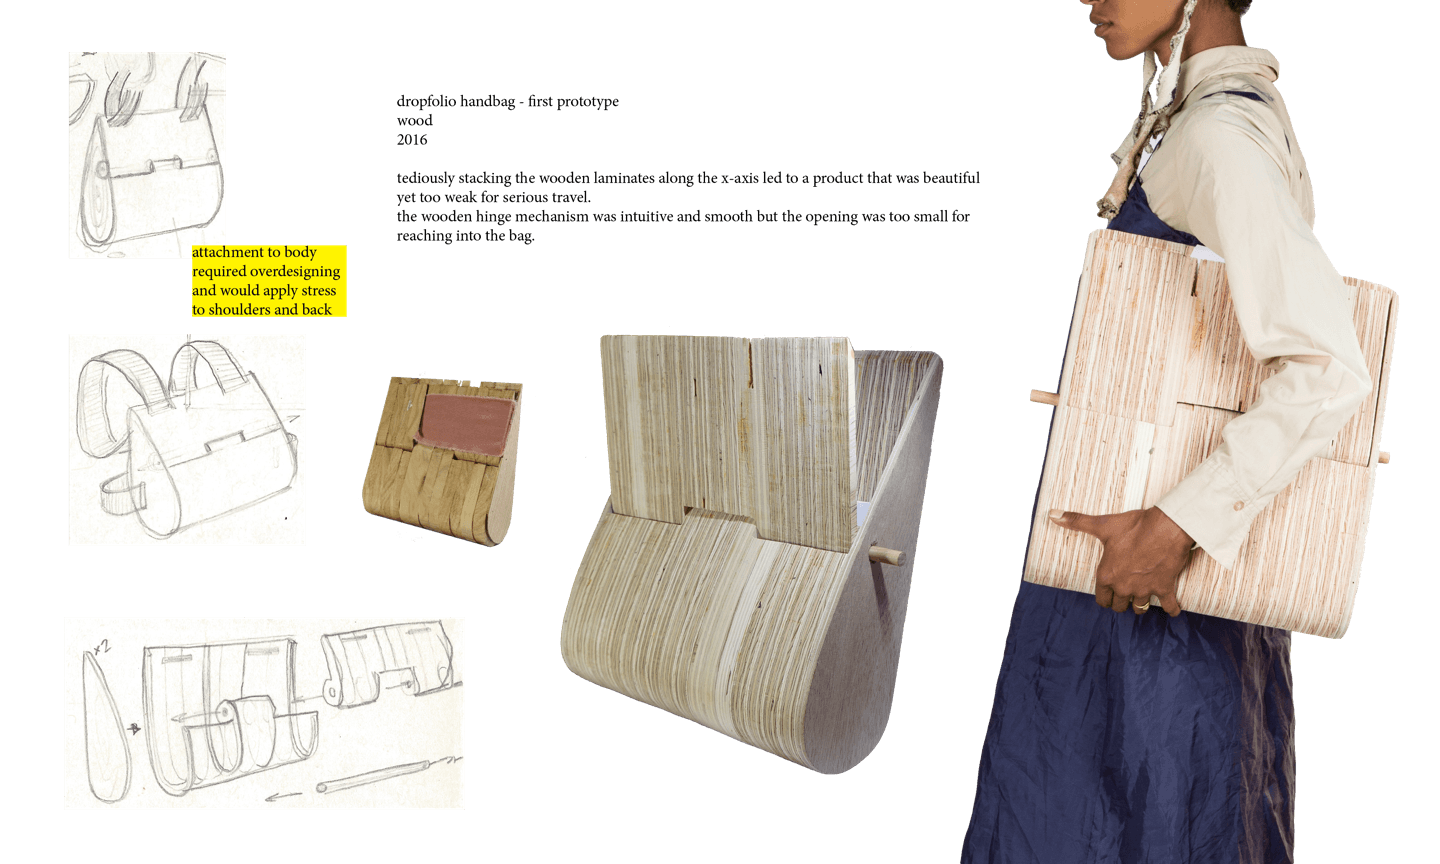 dropfolio handbag - first prototype
wood
2016
tediously stacking the wooden laminates along the x-axis led to a product that was beautiful
yet too weak for serious travel.
the wooden hinge mechanism was intuitive and smooth but the opening was too small for
reaching into the bag.
attachment to body
required overdesigning
and would apply stress
to shoulders and back
x2